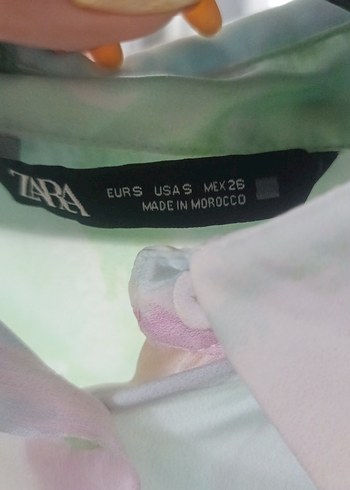 ZARA
EUR S USA S MEX 26
MADE IN MOROCCO